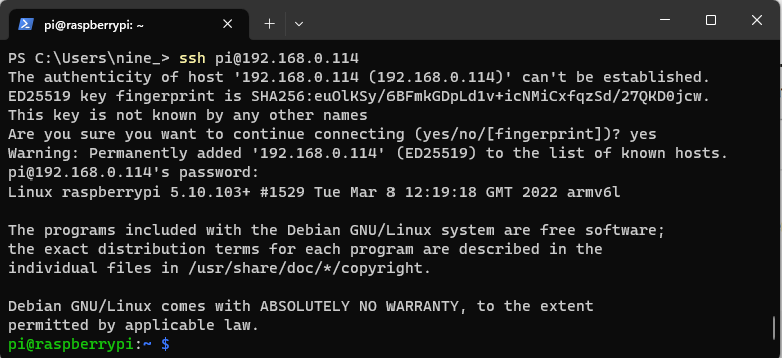 pi@raspberrypi: ~
PS C:\Users\nine_> ssh pi@192.168.0.114
The authenticity of host '192.168.0.114 (192.168.0.114)' can't be established.
ED25519 key fingerprint is SHA256:euOlKSy/6BFmkGDpLd1v+icNMiCxfqzSd/27QKD0jcw.
This key is not known by any other names
Are you sure you want to continue connecting (yes/no/[fingerprint])? yes
Warning: Permanently added '192.168.0.114' (ED25519) to the list of known hosts.
pi@192.168.0.114's password:
Linux raspberrypi 5.10.103+ #1529 Tue Mar 8 12:19:18 GMT 2022 armv6l

The programs included with the Debian GNU/Linux system are free software;
the exact distribution terms for each program are described in the
individual files in /usr/share/doc/*/copyright.

Debian GNU/Linux comes with ABSOLUTELY NO WARRANTY, to the extent
permitted by applicable law.
pi@raspberrypi:~ $